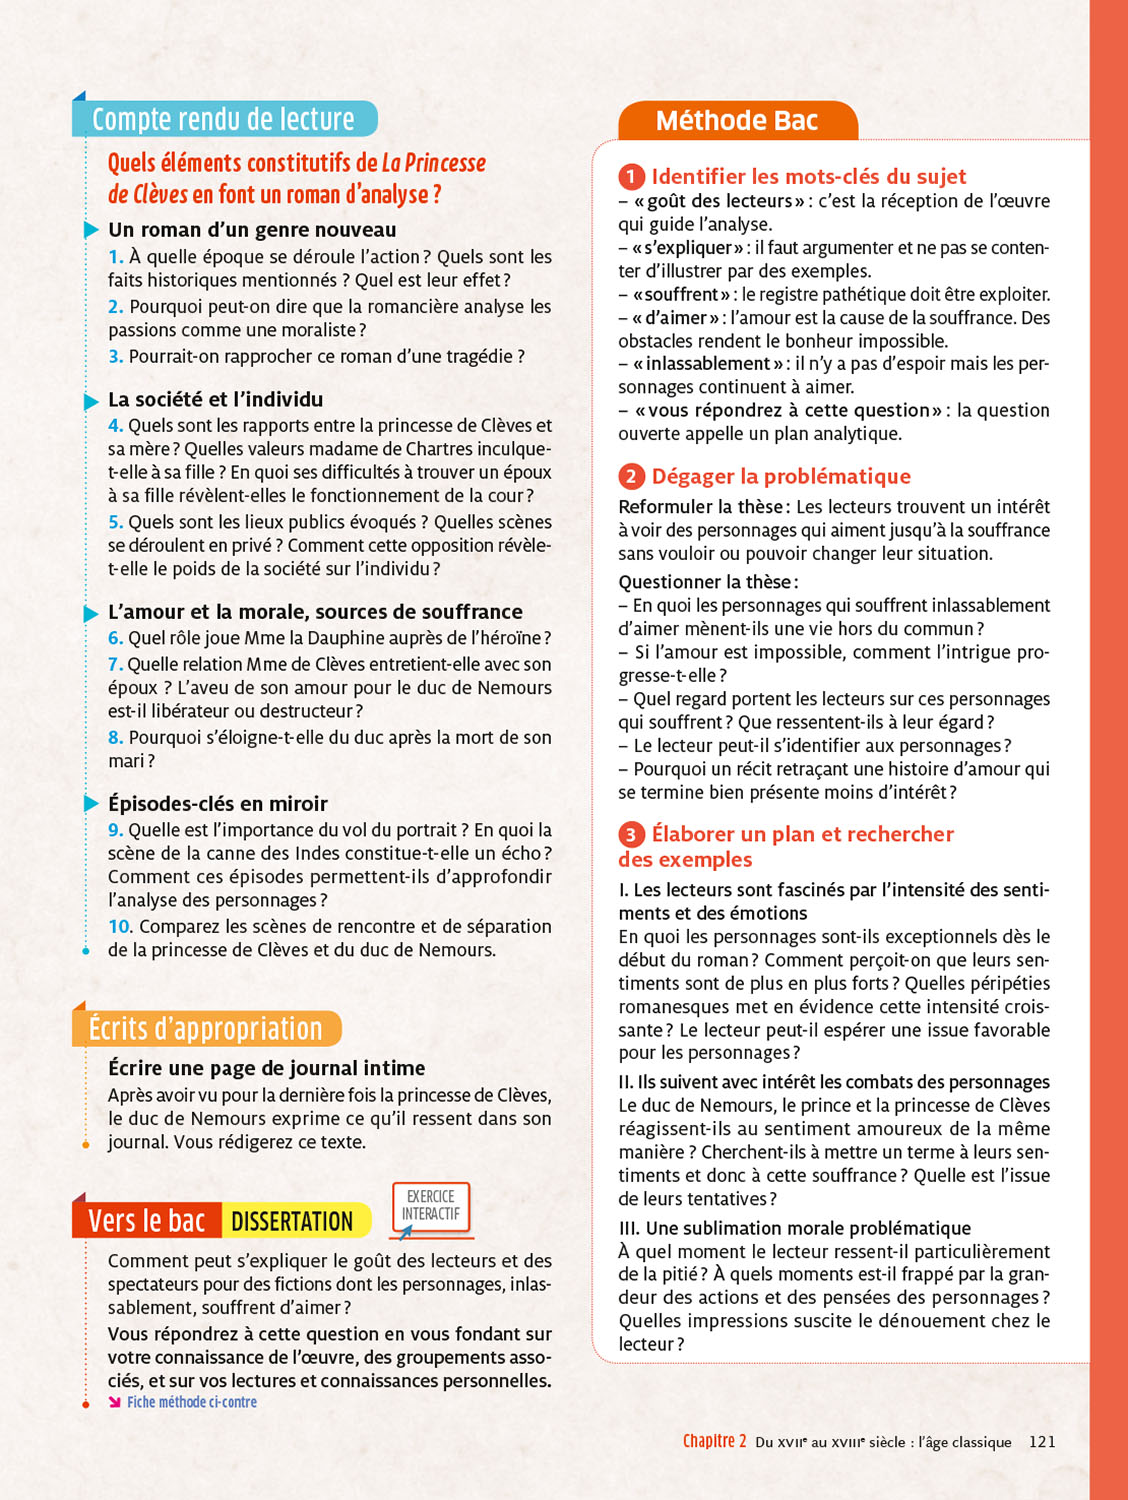 Compte rendu de lecture
Quels éléments constitutifs de La Princesse
de Clèves en font un roman d'analyse ?
Un roman d'un genre nouveau
1. À quelle époque se déroule l'action ? Quels sont les
faits historiques mentionnés ? Quel est leur effet ?
2. Pourquoi peut-on dire que la romancière analyse les
passions comme une moraliste ?
3. Pourrait-on rapprocher ce roman d'une tragédie ?
La société et l'individu
4. Quels sont les rapports entre la princesse de Clèves et
sa mère ? Quelles valeurs madame de Chartres inculque-
t-elle à sa fille ? En quoi ses difficultés à trouver un époux
à sa fille révèlent-elles le fonctionnement de la cour ?
5. Quels sont les lieux publics évoqués ? Quelles scènes
se déroulent en privé ? Comment cette opposition révèle-
t-elle le poids de la société sur l'individu ?
L'amour et la morale, sources de souffrance
6. Quel rôle joue Mme la Dauphine auprès de l'héroïne ?
7. Quelle relation Mme de Clèves entretient-elle avec son
époux ? L'aveu de son amour pour le duc de Nemours
est-il libérateur ou destructeur ?
8. Pourquoi s'éloigne-t-elle du duc après la mort de son
mari ?
Épisodes-clés en miroir
9. Quelle est l'importance du vol du portrait ? En quoi la
scène de la canne des Indes constitue-t-elle un écho ?
Comment ces épisodes permettent-ils d'approfondir
l'analyse des personnages ?
10. Comparez les scènes de rencontre et de séparation
de la princesse de Clèves et du duc de Nemours.
Écrits d'appropriation
Écrire une page de journal intime
Après avoir vu pour la dernière fois la princesse de Clèves,
le duc de Nemours exprime ce qu'il ressent dans son
journal. Vous rédigerez ce texte.
Vers le bac DISSERTATION
EXERCICE
INTERACTIF
Comment peut s'expliquer le goût des lecteurs et des
spectateurs pour des fictions dont les personnages, inlas-
sablement, souffrent d'aimer ?
Vous répondrez à cette question en vous fondant sur
votre connaissance de l'œuvre, des groupements asso-
ciés, et sur vos lectures et connaissances personnelles.
Fiche méthode ci-contre
Méthode Bac
1 Identifier les mots-clés du sujet
– « goût des lecteurs » : c'est la réception de l'œuvre
qui guide l'analyse.
– « s'expliquer » : il faut argumenter et ne pas se conten-
ter d'illustrer par des exemples.
– « souffrent » : le registre pathétique doit être exploiter.
– « d'aimer » : l'amour est la cause de la souffrance. Des
obstacles rendent le bonheur impossible.
– « inlassablement » : il n'y a pas d'espoir mais les per-
sonnages continuent à aimer.
– « vous répondrez à cette question » : la question
ouverte appelle un plan analytique.
2 Dégager la problématique
Reformuler la thèse : Les lecteurs trouvent un intérêt
à voir des personnages qui aiment jusqu'à la souffrance
sans vouloir ou pouvoir changer leur situation.
Questionner la thèse :
– En quoi les personnages qui souffrent inlassablement
d'aimer mènent-ils une vie hors du commun ?
– Si l'amour est impossible, comment l'intrigue pro-
gresse-t-elle ?
– Quel regard portent les lecteurs sur ces personnages
qui souffrent ? Que ressentent-ils à leur égard ?
– Le lecteur peut-il s'identifier aux personnages ?
– Pourquoi un récit retraçant une histoire d'amour qui
se termine bien présente moins d'intérêt ?
3 Élaborer un plan et rechercher
des exemples
I. Les lecteurs sont fascinés par l'intensité des senti-
ments et des émotions
En quoi les personnages sont-ils exceptionnels dès le
début du roman ? Comment perçoit-on que leurs sen-
timents sont de plus en plus forts ? Quelles péripéties
romanesques met en évidence cette intensité crois-
sante ? Le lecteur peut-il espérer une issue favorable
pour les personnages ?
II. Ils suivent avec intérêt les combats des personnages
Le duc de Nemours, le prince et la princesse de Clèves
réagissent-ils au sentiment amoureux de la même
manière ? Cherchent-ils à mettre un terme à leurs sen-
timents et donc à cette souffrance ? Quelle est l'issue
de leurs tentatives ?
III. Une sublimation morale problématique
À quel moment le lecteur ressent-il particulièrement
de la pitié ? À quels moments est-il frappé par la gran-
deur des actions et des pensées des personnages ?
Quelles impressions suscite le dénouement chez le
lecteur ?
Chapitre 2 Du XVIIe au XVIIIe siècle : l'âge classique 121